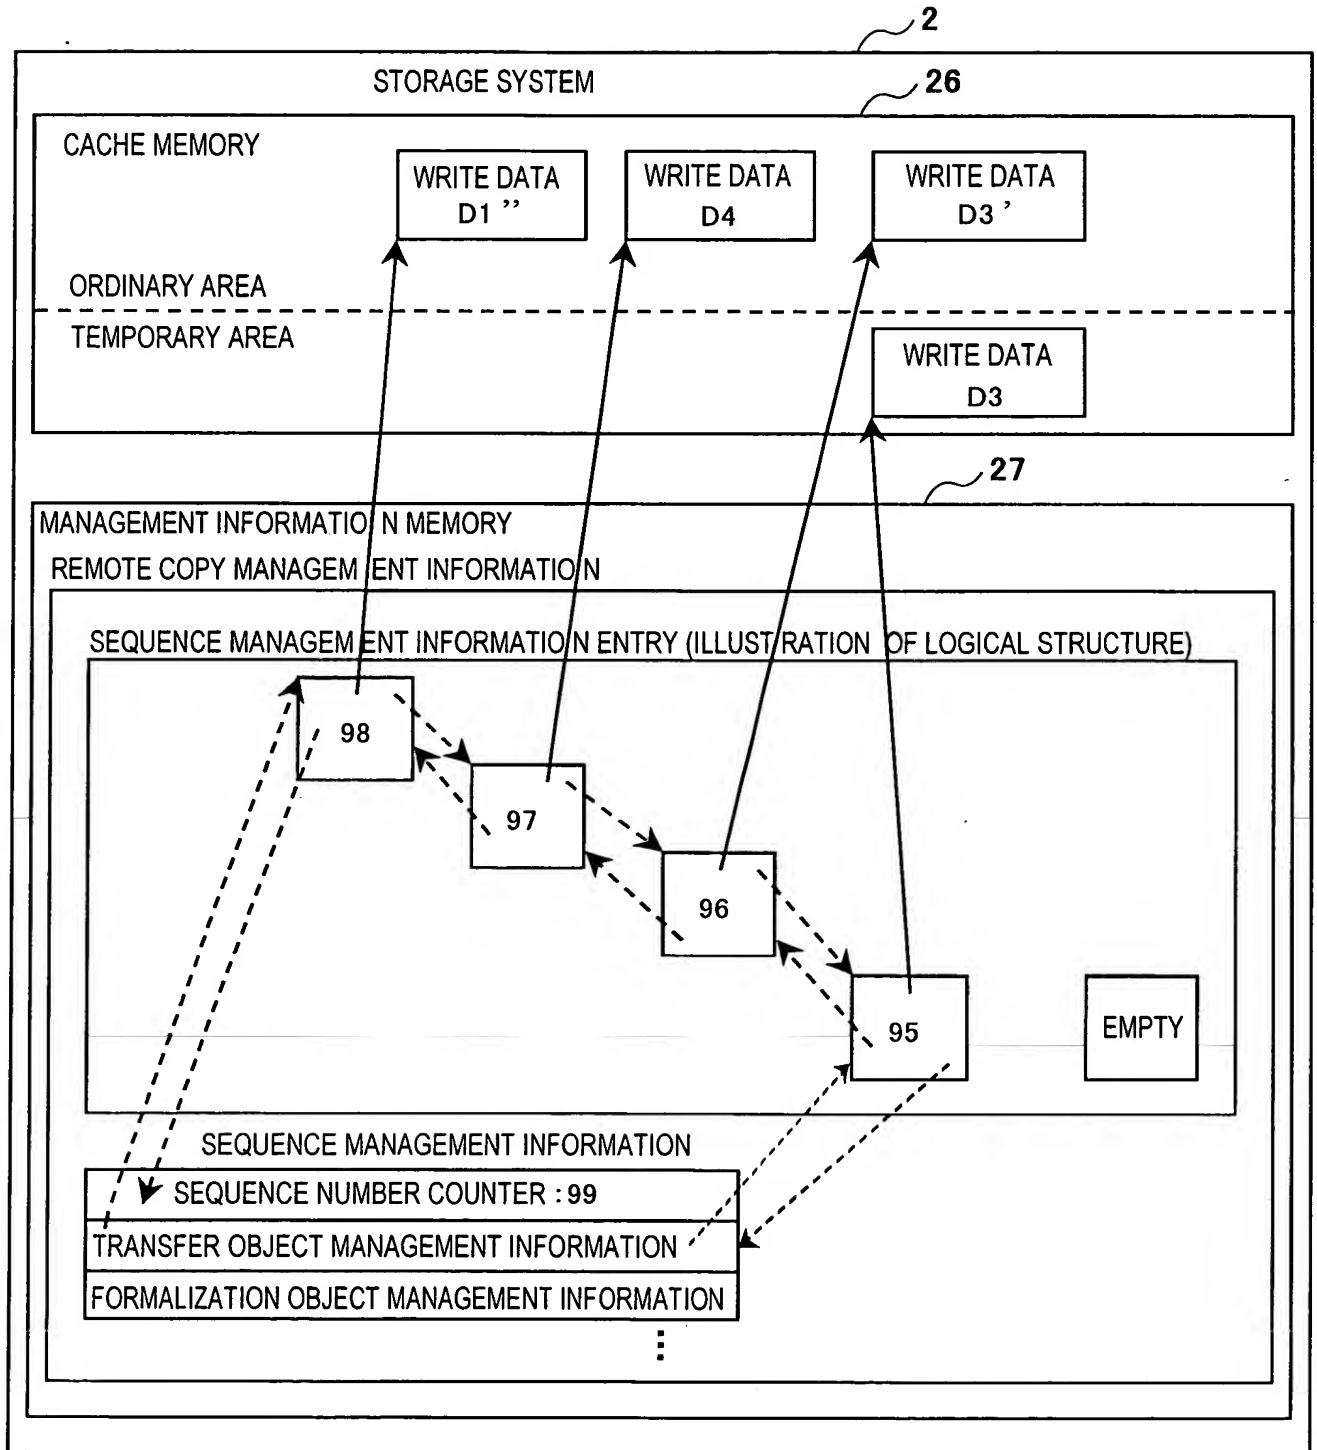 2
STORAGE SYSTEM
26
CACHE MEMORY
WRITE DATA
D1 ''
WRITE DATA
D4
WRITE DATA
D3 '
ORDINARY AREA
TEMPORARY AREA
WRITE DATA
D3
27
MANAGEMENT INFORMATION MEMORY
REMOTE COPY MANAGEMENT INFORMATION
SEQUENCE MANAGEMENT INFORMATION ENTRY (ILLUSTRATION OF LOGICAL STRUCTURE)
98
97
96
95
EMPTY
SEQUENCE MANAGEMENT INFORMATION
SEQUENCE NUMBER COUNTER : 99
TRANSFER OBJECT MANAGEMENT INFORMATION
FORMALIZATION OBJECT MANAGEMENT INFORMATION
⋮